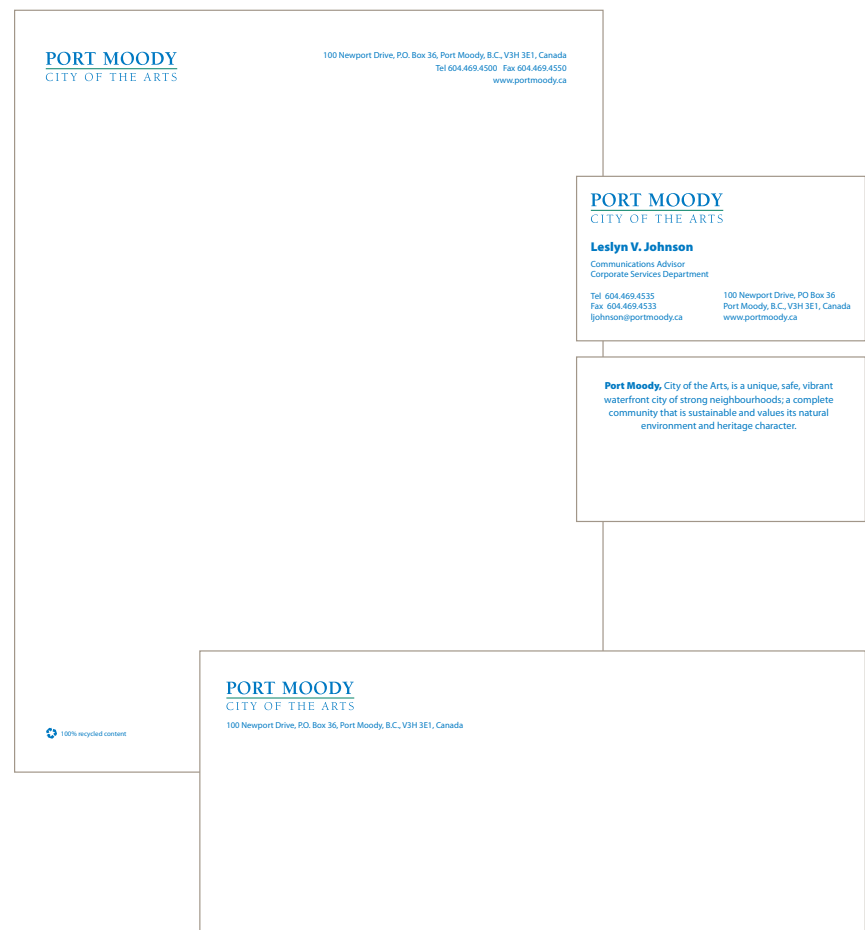 PORT MOODY
CITY OF THE ARTS
100 Newport Drive, P.O. Box 36, Port Moody, B.C., V3H 3E1, Canada
Tel 604.469.4500 Fax 604.469.4550
www.portmoody.ca
PORT MOODY
CITY OF THE ARTS
Leslyn V. Johnson
Communications Advisor
Corporate Services Department
Tel 604.469.4535
Fax 604.469.4533
ljohnson@portmoody.ca
100 Newport Drive, PO Box 36
Port Moody, B.C., V3H 3E1, Canada
www.portmoody.ca
Port Moody, City of the Arts, is a unique, safe, vibrant
waterfront city of strong neighbourhoods; a complete
community that is sustainable and values its natural
environment and heritage character.
PORT MOODY
CITY OF THE ARTS
100 Newport Drive, P.O. Box 36, Port Moody, B.C., V3H 3E1, Canada
100% recycled content